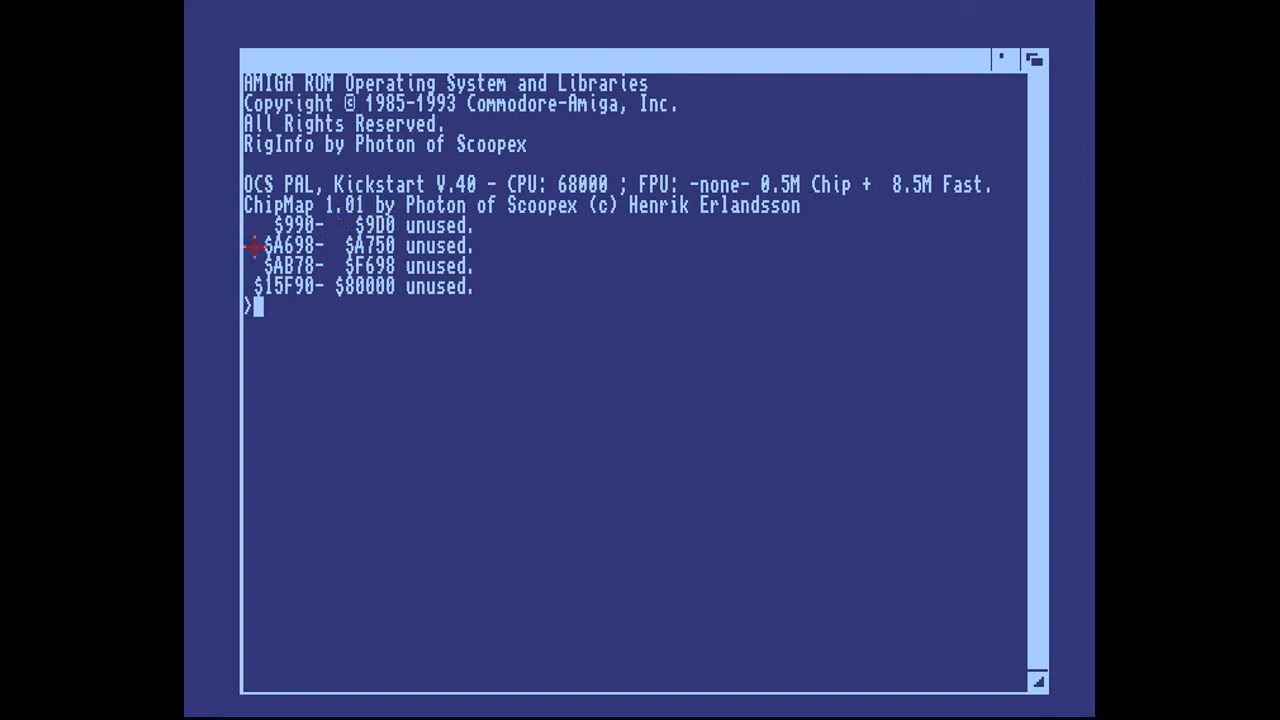 AMIGA ROM Operating System and Libraries
Copyright © 1985-1993 Commodore-Amiga, Inc.
All Rights Reserved.
RigInfo by Photon of Scoopex
OCS PAL, Kickstart V.40 - CPU: 68000 ; FPU: -none- 0.5M Chip +  8.5M Fast.
ChipMap 1.01 by Photon of Scoopex (c) Henrik Erlandsson
$990-   $9D0 unused.
$A698-  $A750 unused.
$AB78-  $F698 unused.
$15F90- $80000 unused.
>